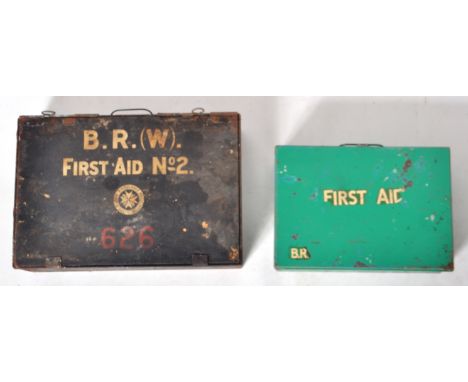 B.R.(W).
FIRST AID Nº2.
626
FIRST AID
B.R.